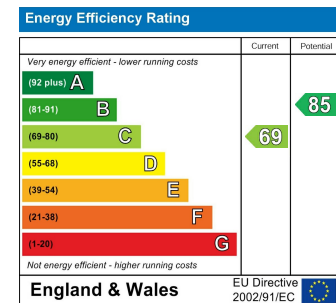 Energy Efficiency Rating
Current Potential
Very energy efficient - lower running costs
(92 plus) A
(81-91) B
85
(69-80) C
69
(55-68) D
(39-54) E
(21-38) F
(1-20) G
Not energy efficient - higher running costs
England & Wales
EU Directive
2002/91/EC